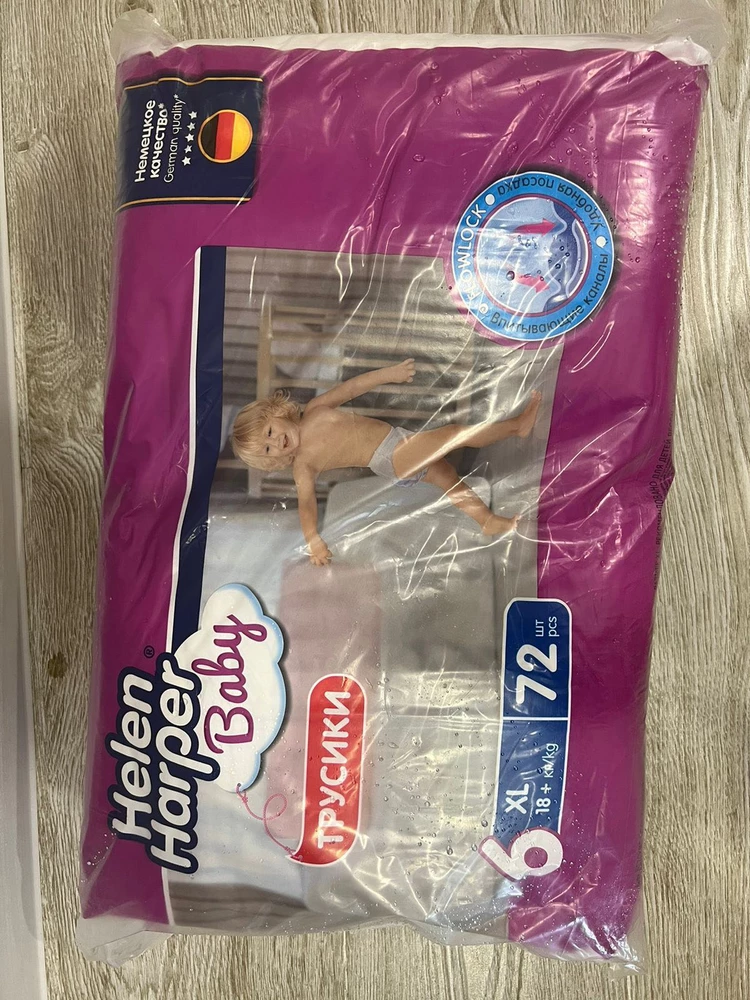 Немецкое
качество*
German quality*
Helen
Harper®
Baby
ТРУСИКИ
6
XL
18+ кг/kg
72 шт
pcs
Впитывающие каналы
Удобная посадка